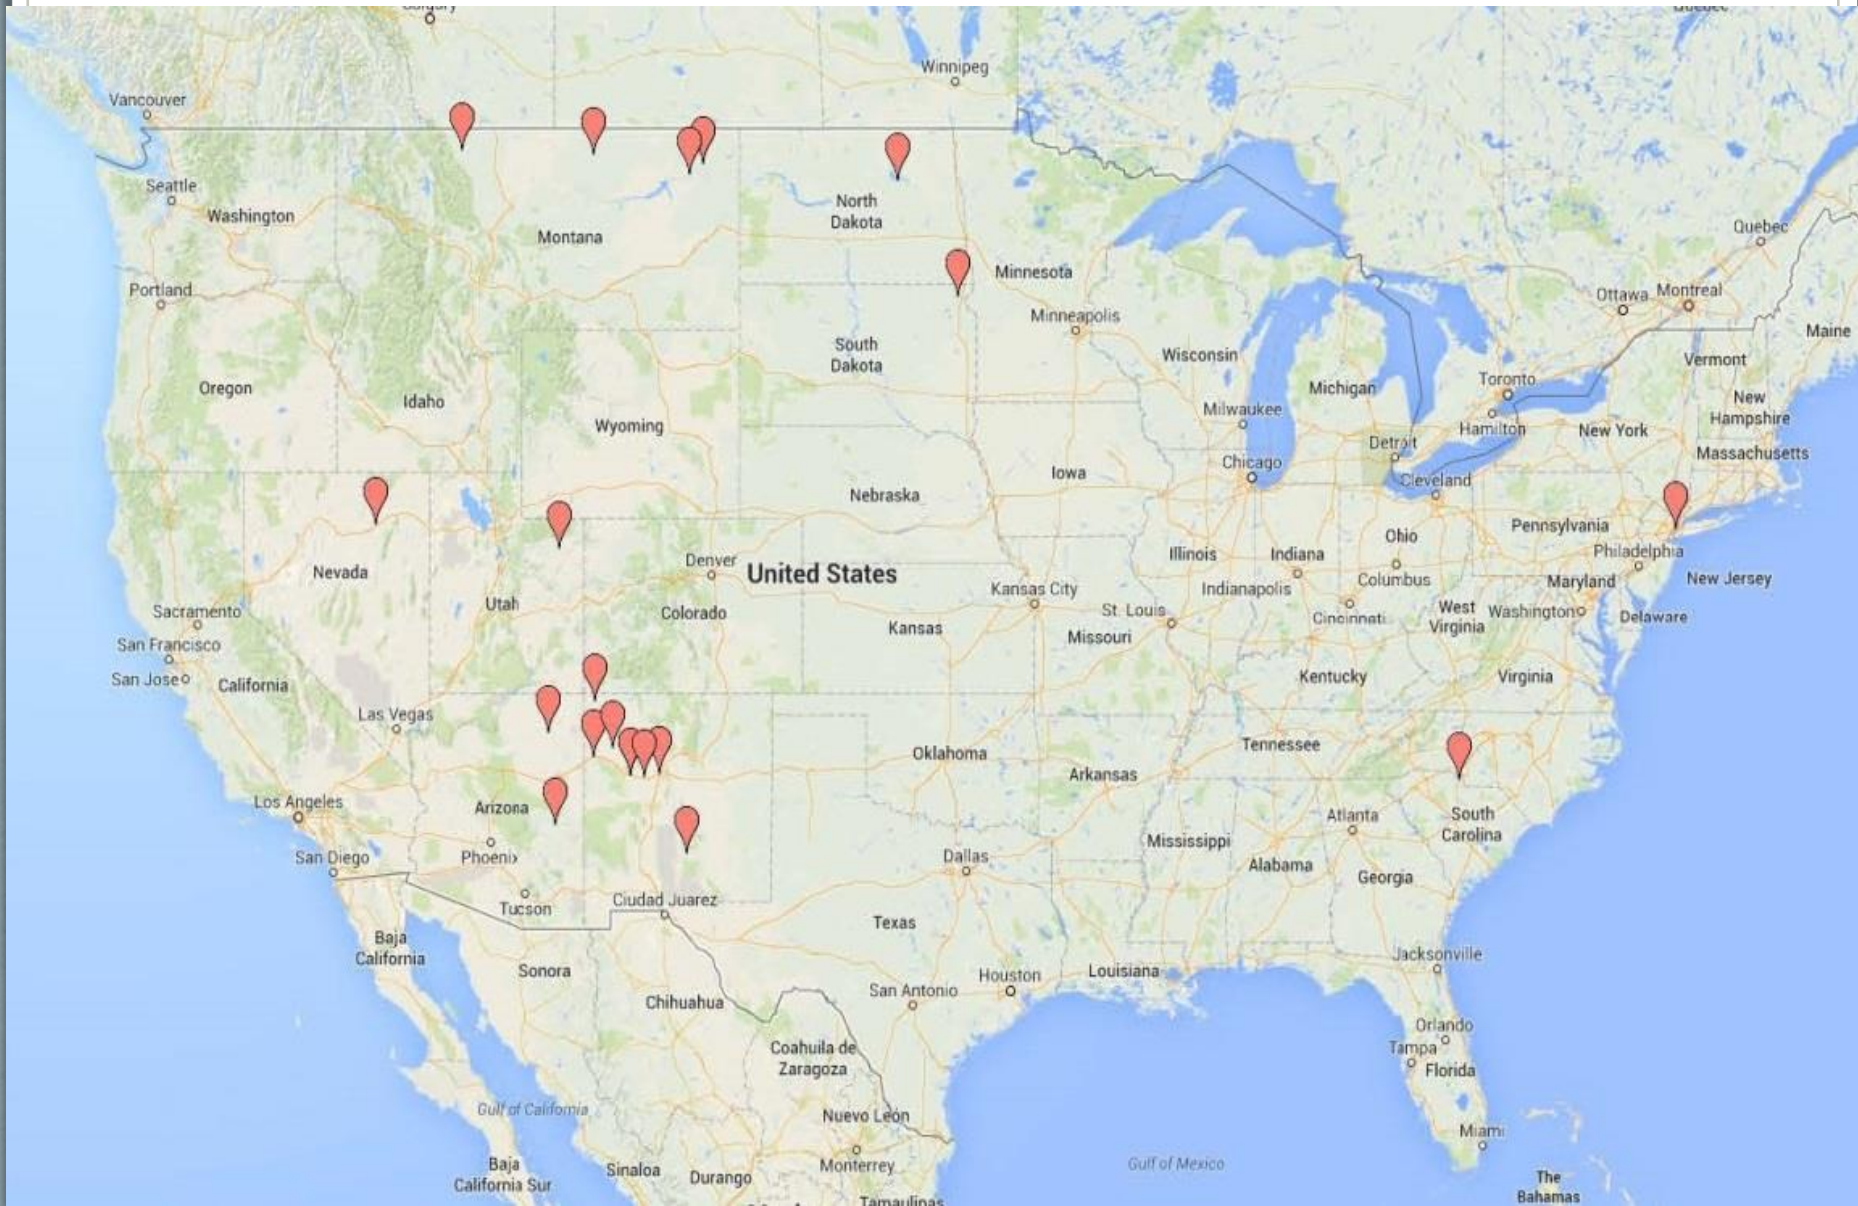 Calgary
Quebec
Winnipeg
Vancouver
Seattle
Washington
North
Dakota
Montana
Quebec
Minnesota
Portland
Ottawa
Montreal
Minneapolis
Maine
South
Dakota
Wisconsin
Vermont
Oregon
Idaho
Michigan
Toronto
New
Hampshire
Milwaukee
Wyoming
Hamilton
New York
Detroit
Massachusetts
Chicago
Iowa
Cleveland
Nebraska
Pennsylvania
Ohio
Illinois
Indiana
Philadelphia
Denver
United States
Nevada
Columbus
Maryland
New Jersey
Kansas City
Indianapolis
Utah
Colorado
Sacramento
St. Louis
Cincinnati
West
Virginia
Washington
Delaware
Kansas
Missouri
San Francisco
San Jose
California
Kentucky
Virginia
Las Vegas
Oklahoma
Tennessee
Arkansas
Los Angeles
Arizona
Atlanta
South
Carolina
Mississippi
San Diego
Phoenix
Dallas
Alabama
Georgia
Tucson
Ciudad Juarez
Texas
Baja
California
Sonora
Jacksonville
Houston
Louisiana
San Antonio
Chihuahua
Orlando
Coahuila de
Zaragoza
Tampa
Florida
Gulf of California
Nuevo León
Miami
Baja
California Sur
Sinaloa
Durango
Monterrey
Gulf of Mexico
The
Bahamas
Tamaulipas